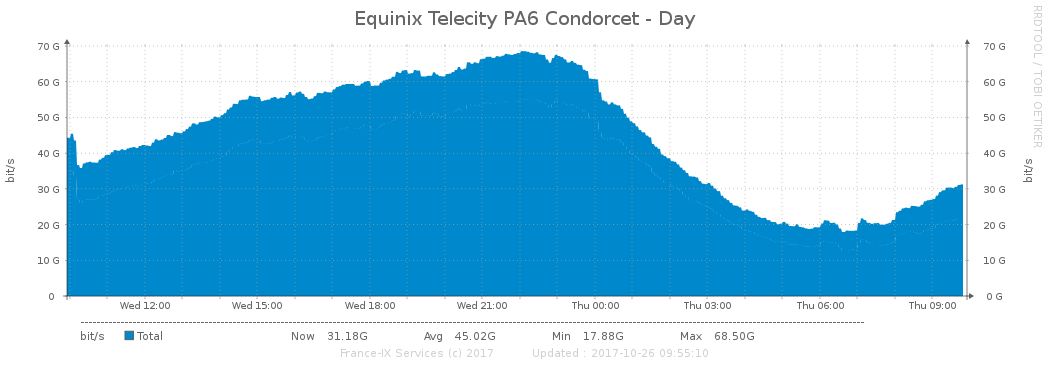 Equinix Telecity PA6 Condorcet - Day
RRDTOOL / TOBI OETIKER
bit/s
70 G
60 G
50 G
40 G
30 G
20 G
10 G
0
70 G
60 G
50 G
40 G
30 G
20 G
10 G
0 G
bit/s
Wed 12:00 Wed 15:00 Wed 18:00 Wed 21:00 Thu 00:00 Thu 03:00 Thu 06:00 Thu 09:00
bit/s Total Now 31.18G Avg 45.02G Min 17.88G Max 68.50G
France-IX Services (c) 2017 Updated : 2017-10-26 09:55:10